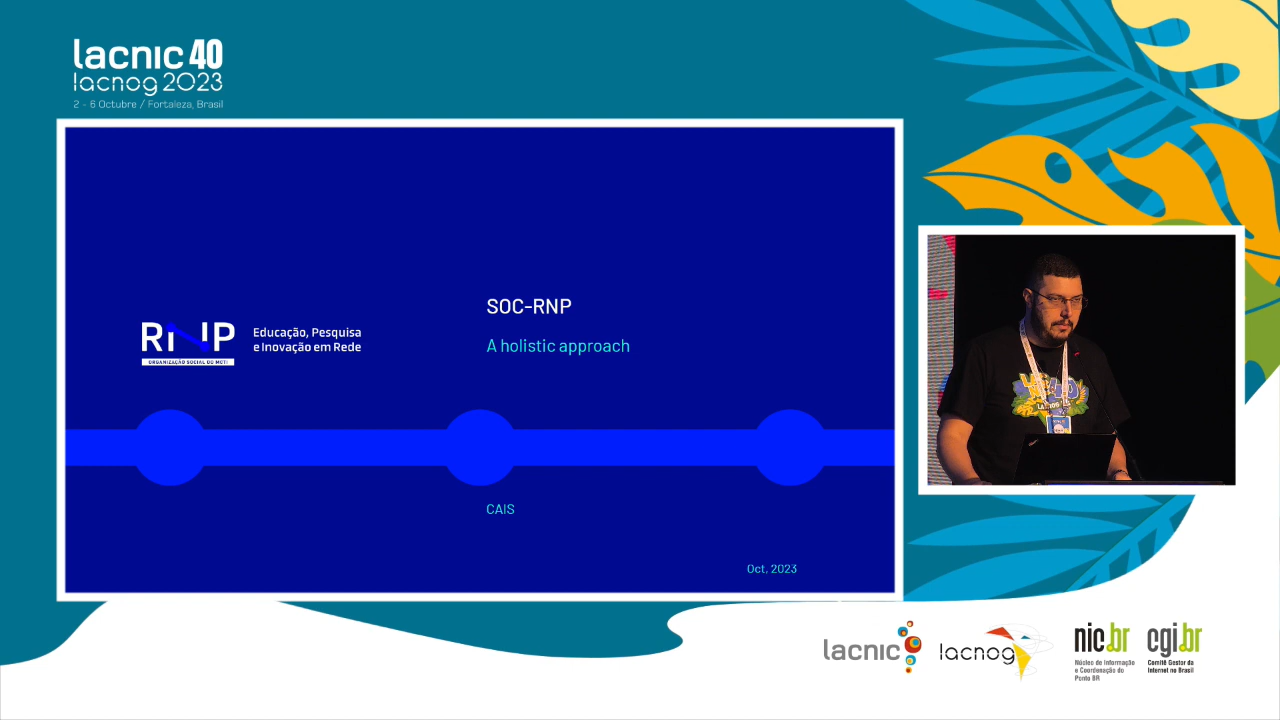 lacnic 40
lacnog 2023
2 - 6 Octubre / Fortaleza, Brasil
SOC-RNP
A holistic approach
RNP
Educação, Pesquisa
e Inovação em Rede
ORGANIZAÇÃO SOCIAL DO MCTI
CAIS
Oct, 2023
lacnic
lacnog
nic.br
Núcleo de Informação
e Coordenação do
Ponto BR
cgi.br
Comitê Gestor da
Internet no Brasil